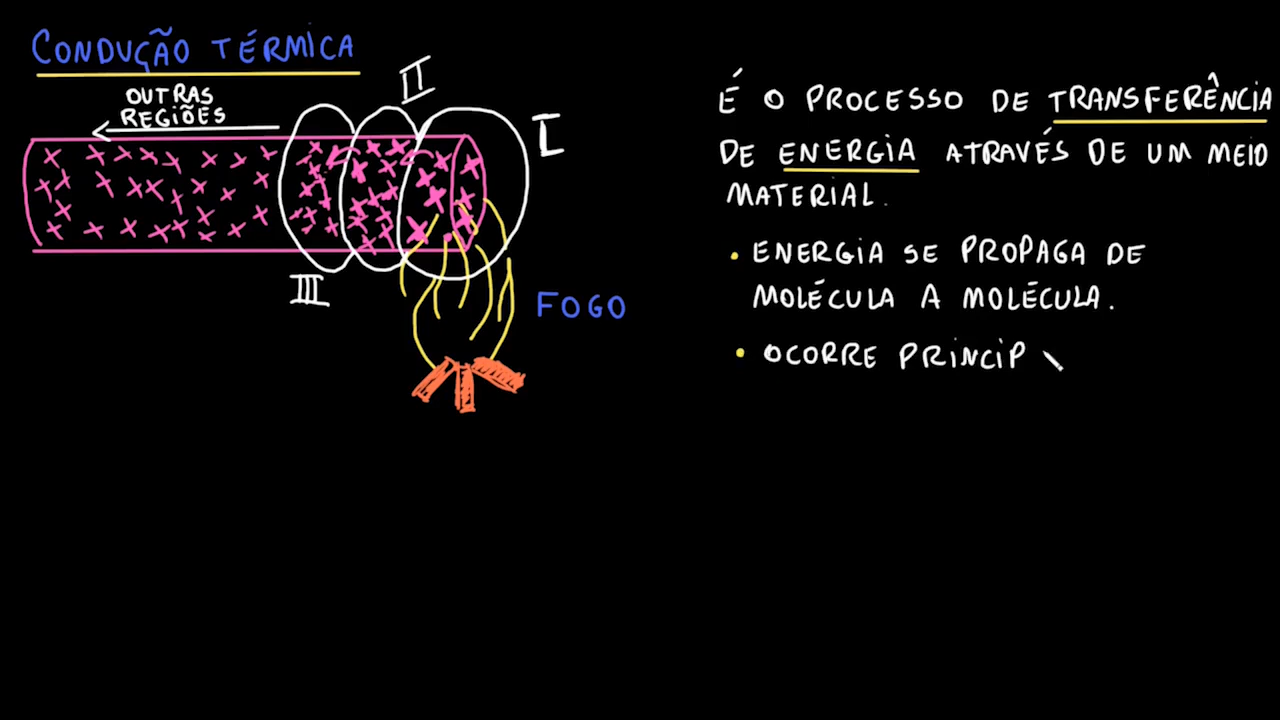 CONDUÇÃO TÉRMICA
OUTRAS
REGIÕES
II
I
III
FOGO
É O PROCESSO DE TRANSFERÊNCIA
DE ENERGIA ATRAVÉS DE UM MEIO
MATERIAL.
• ENERGIA SE PROPAGA DE
MOLÉCULA A MOLÉCULA.
• OCORRE PRINCIP